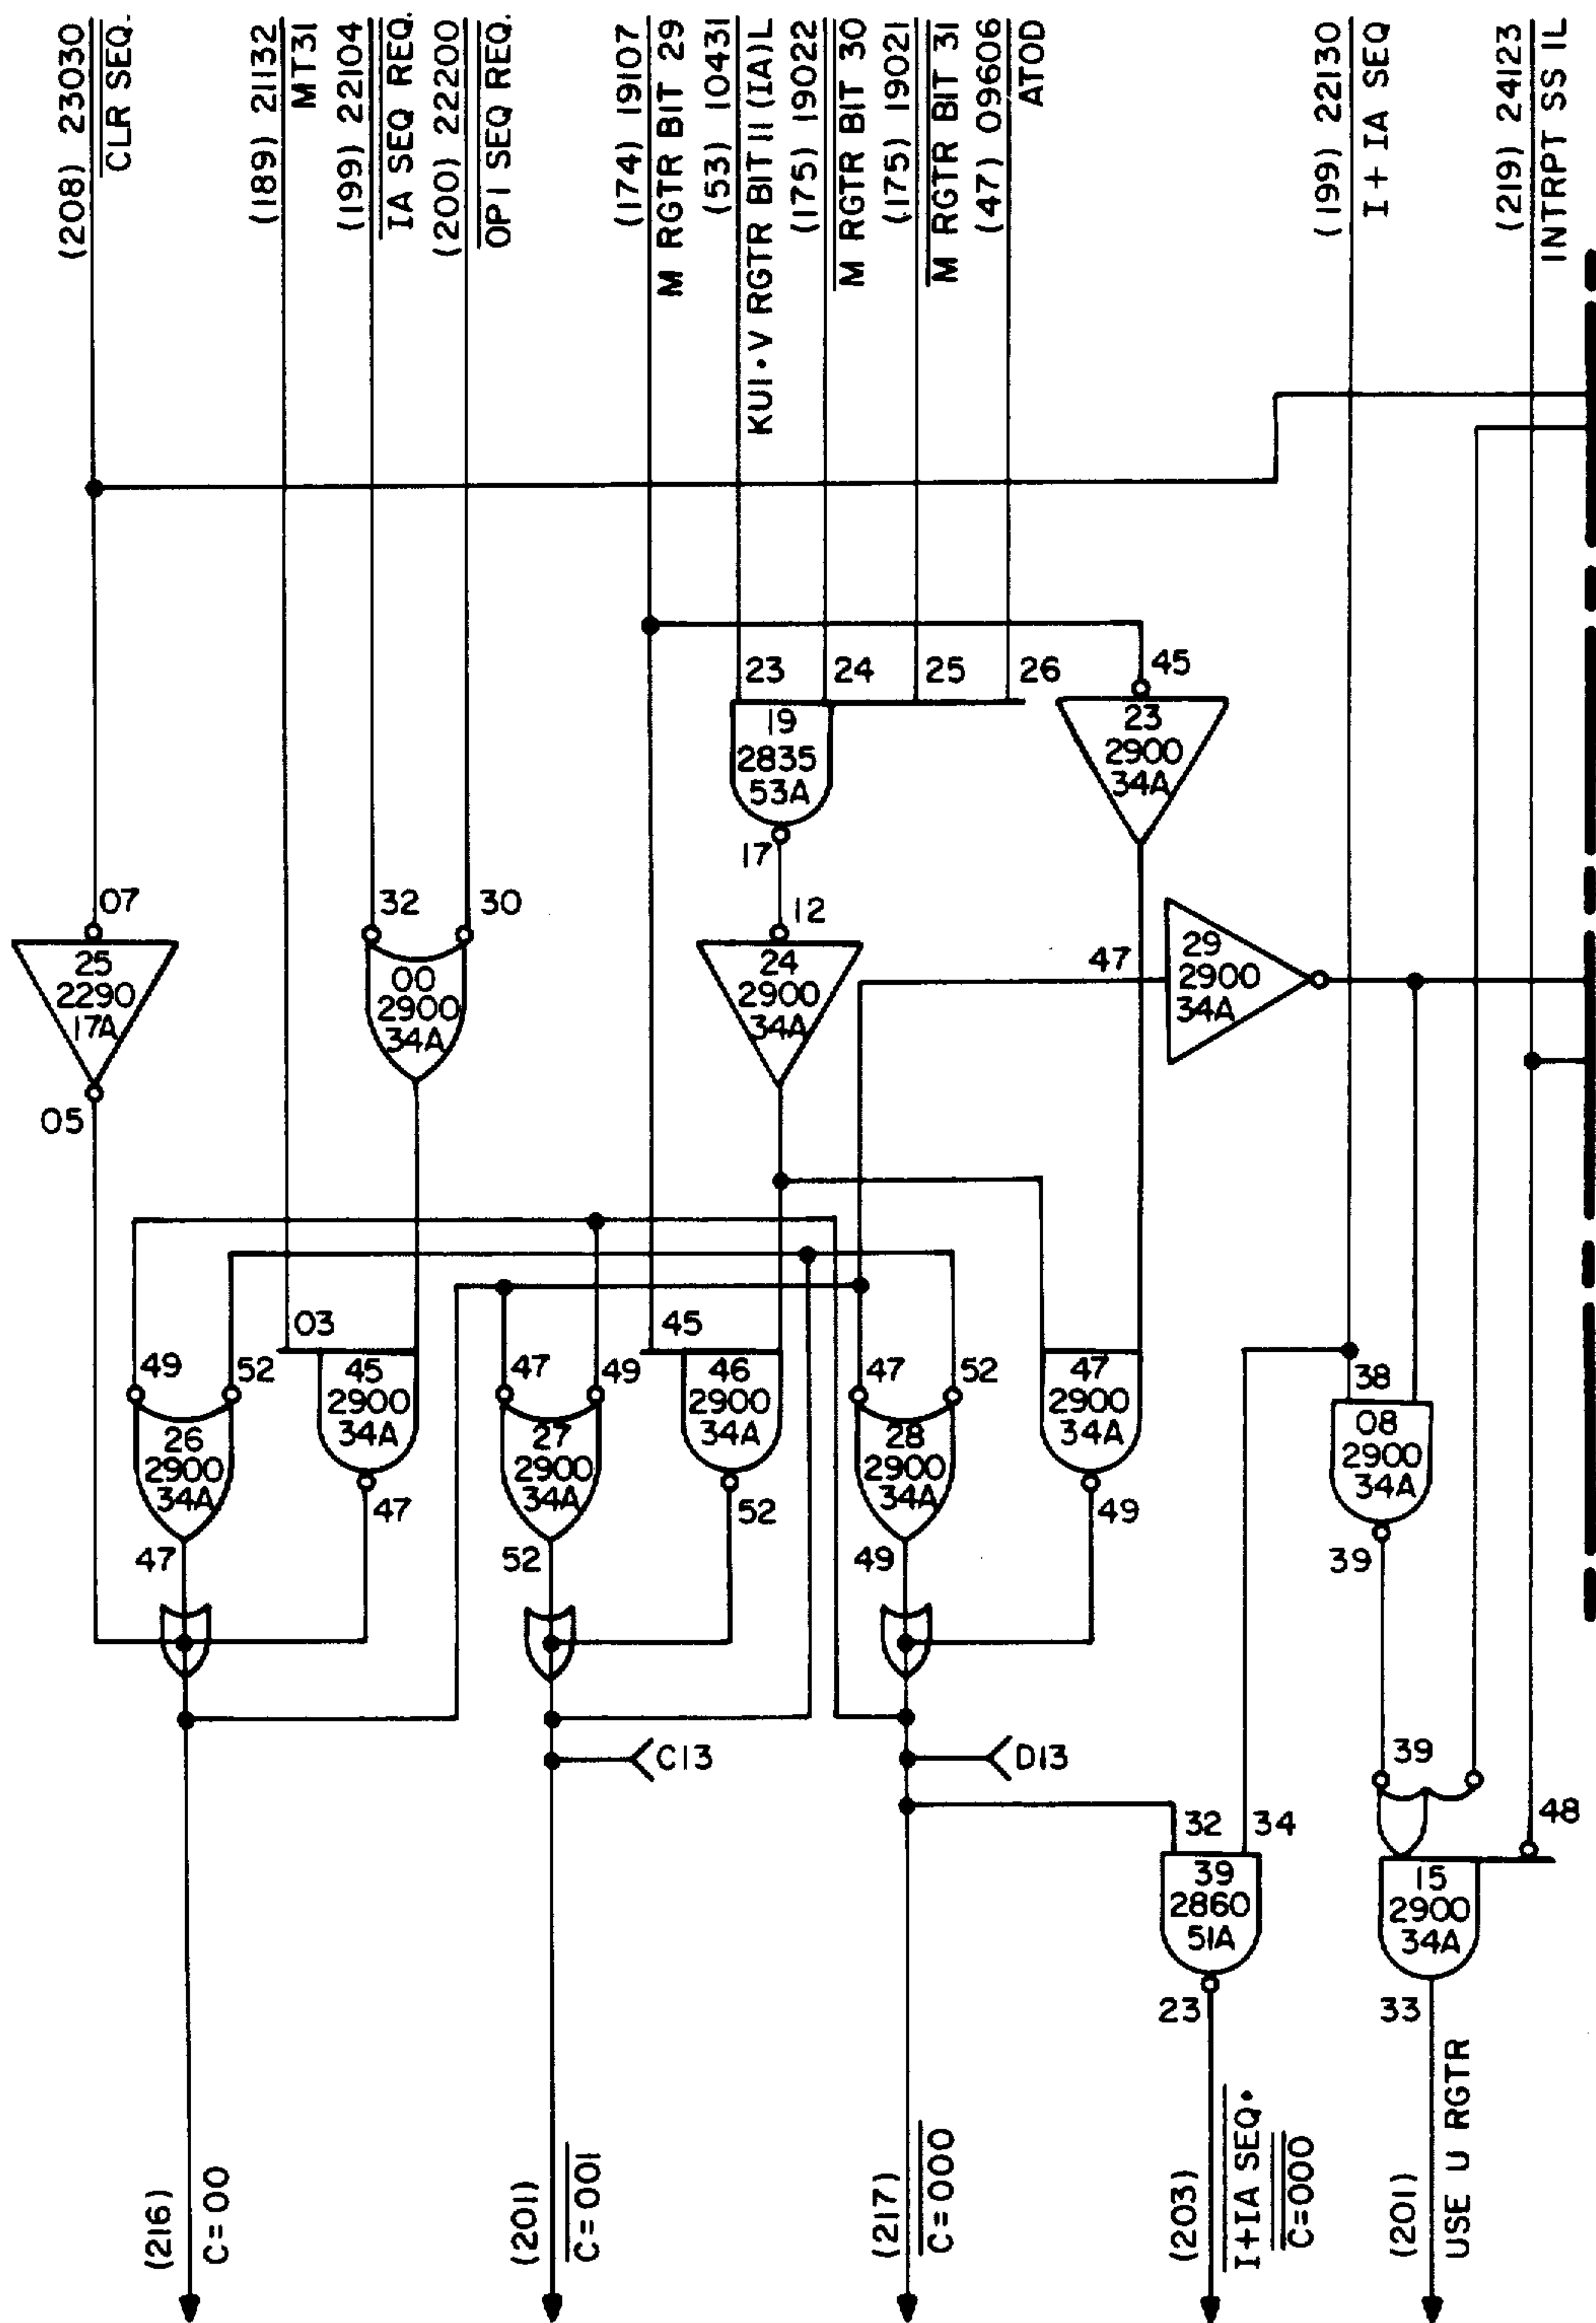 (208) 23030
CLR SEQ.
(189) 21132
MT31
(199) 22104
IA SEQ REQ.
(200) 22200
OP I SEQ REQ.
(174) 19107
M RGTR BIT 29
(53) 10431
KUI•V RGTR BIT 11 (IA)L
(175) 19022
M RGTR BIT 30
(175) 19021
M RGTR BIT 31
(47) 09606
ATOD
(199) 22130
I + IA SEQ
(219) 24123
INTRPT SS 1L
23
24
25
26
45
19
2835
53A
17
23
2900
34A
07
25
2290
17A
05
32
30
00
2900
34A
12
24
2900
34A
47
29
2900
34A
49
52
26
2900
34A
47
03
45
2900
34A
47
47
49
27
2900
34A
52
45
46
2900
34A
52
47
52
28
2900
34A
49
47
2900
34A
49
38
08
2900
34A
39
C13
D13
32
34
39
2860
51A
23
39
48
15
2900
34A
33
(216)
C=00
(201)
C=001
(217)
C=000
(203)
I+IA SEQ•
C=000
(201)
USE U RGTR